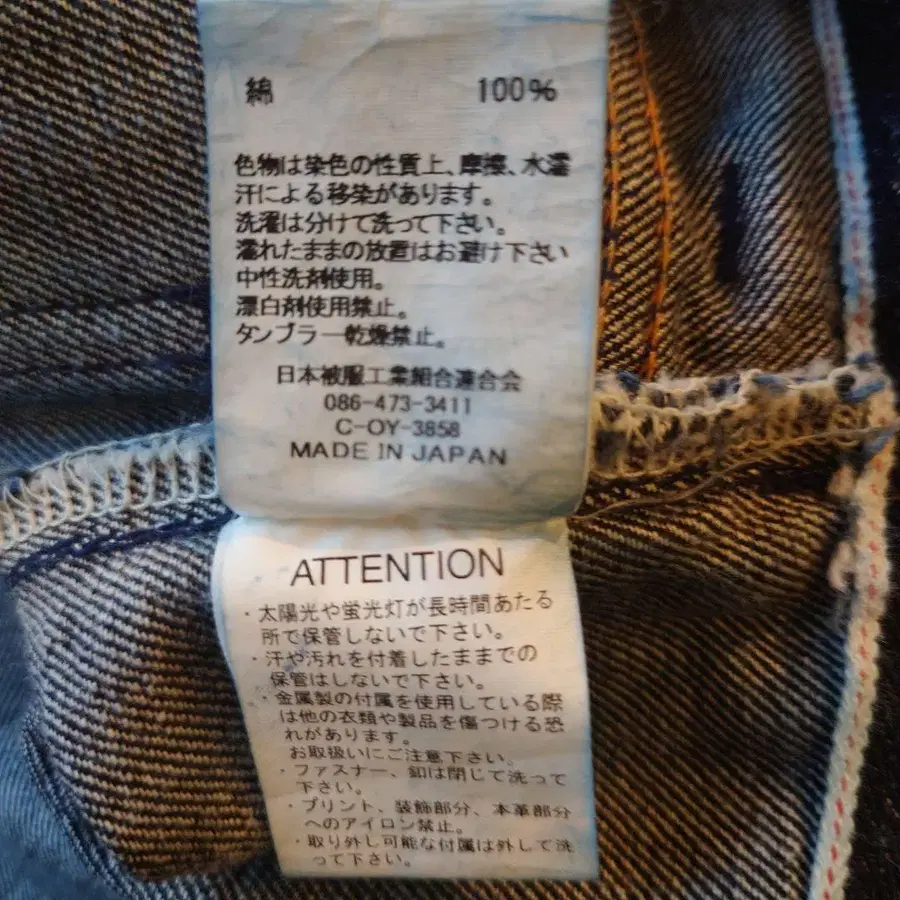 綿 100%
色物は染色の性質上、摩擦、水濡
汗による移染があります。
洗濯は分けて洗って下さい。
濡れたままの放置はお避け下さい
中性洗剤使用。
漂白剤使用禁止。
タンブラー乾燥禁止。
日本被服工業組合連合会
086-473-3411
C-OY-3858
MADE IN JAPAN
ATTENTION
・太陽光や蛍光灯が長時間あたる
所で保管しないで下さい。
・汗や汚れを付着したままでの
保管はしないで下さい。
・金属製の付属を使用している際
は他の衣類や製品を傷つける恐
れがあります。
お取扱いにご注意下さい。
・ファスナー、釦は閉じて洗って
下さい。
・プリント、装飾部分、本革部分
へのアイロン禁止。
・取り外し可能な付属は外して洗
って下さい。